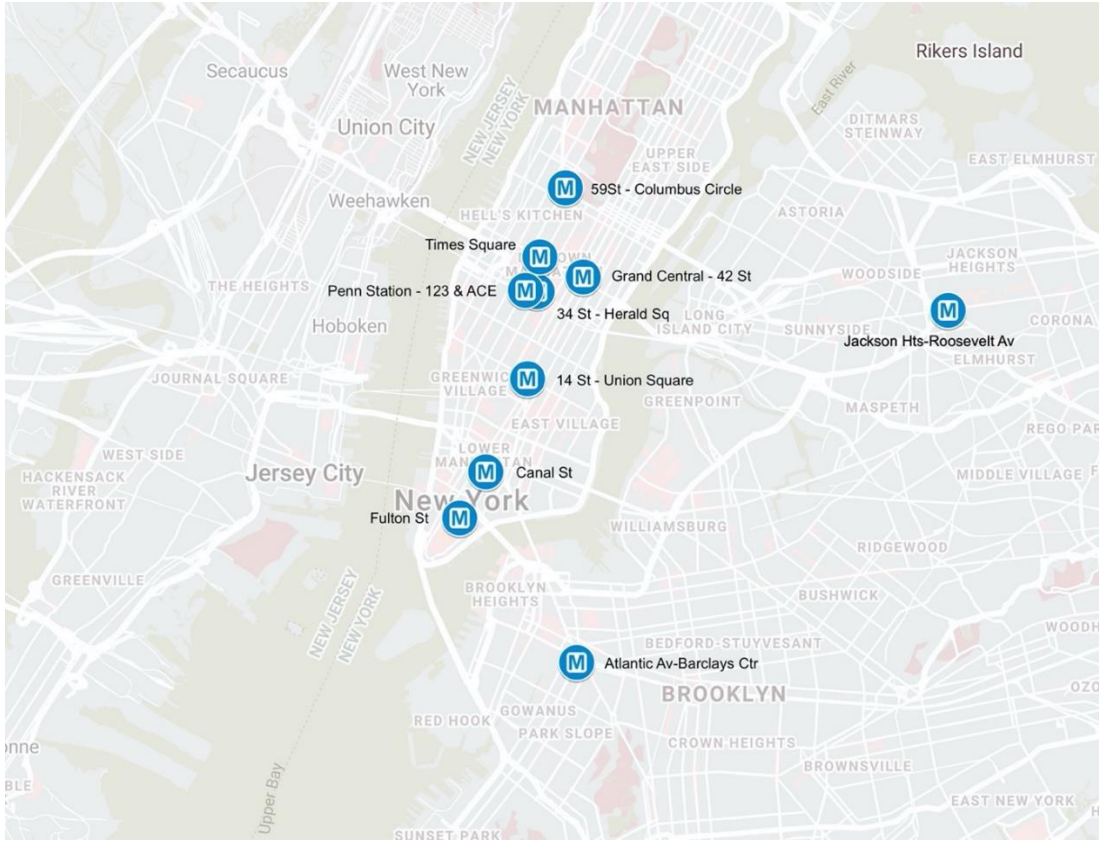 Rikers Island
Secaucus
West New
York
MANHATTAN
East River
DITMARS
STEINWAY
Union City
NEW JERSEY
NEW YORK
UPPER
EAST SIDE
EAST ELMHURST
M
59St - Columbus Circle
Weehawken
HELL'S KITCHEN
ASTORIA
Times Square
M
JACKSON
HEIGHTS
THE HEIGHTS
Penn Station - 123 & ACE
M
M
Grand Central - 42 St
WOODSIDE
34 St - Herald Sq
LONG
ISLAND CITY
SUNNYSIDE
M
CORONA
Hoboken
Jackson Hts-Roosevelt Av
ELMHURST
JOURNAL SQUARE
M
14 St - Union Square
VILLAGE
GREENPOINT
MASPETH
EAST VILLAGE
REGO PAR
WEST SIDE
LOWER
Jersey City
M
Canal St
MIDDLE VILLAGE
HACKENSACK
RIVER
WATERFRONT
New York
Fulton St
M
WILLIAMSBURG
RIDGEWOOD
GREENVILLE
NEW JERSEY
NEW YORK
BROOKLYN
HEIGHTS
BUSHWICK
BEDFORD-STUYVESANT
WOODH
M
Atlantic Av-Barclays Ctr
BROOKLYN
OZO
RED HOOK
GOWANUS
PARK SLOPE
CROWN HEIGHTS
onne
BROWNSVILLE
BLE
Upper Bay
EAST NEW YORK
SUNSET PARK